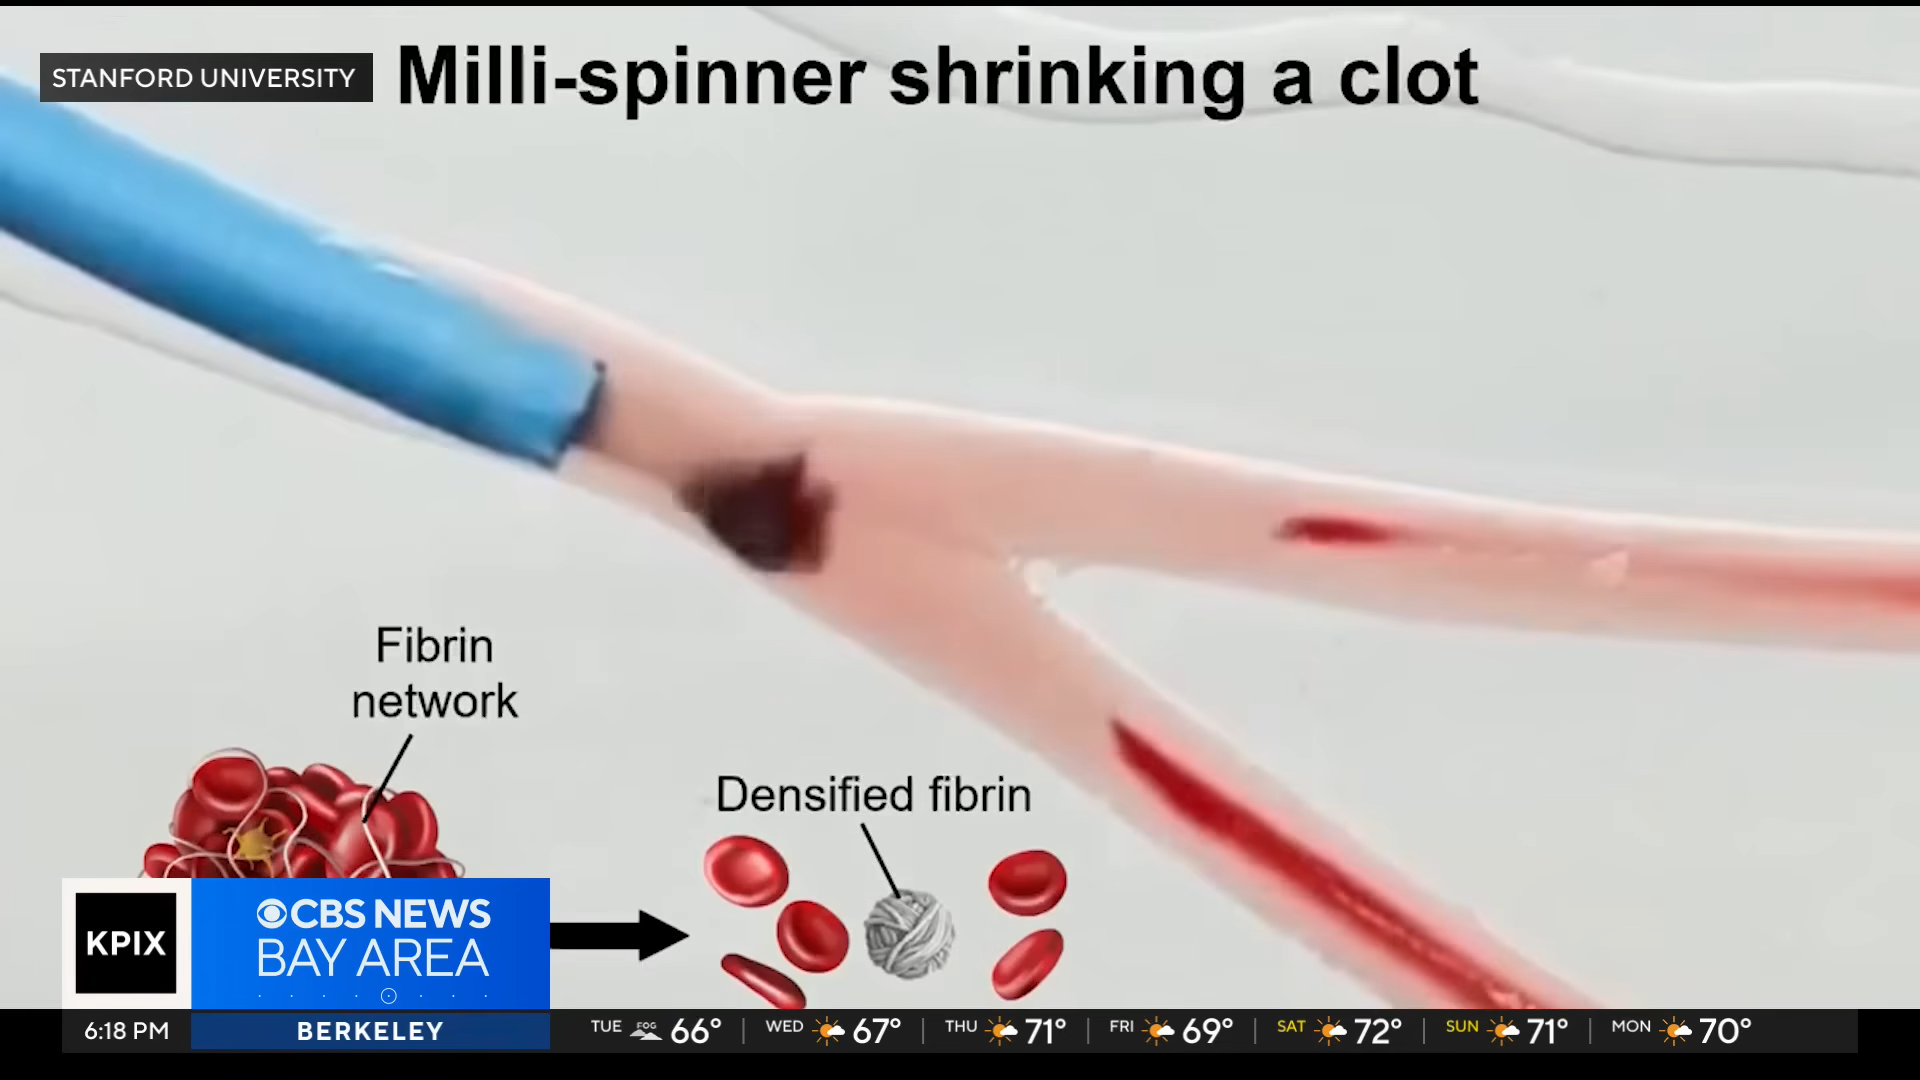 STANFORD UNIVERSITY
Milli-spinner shrinking a clot
Fibrin
network
Densified fibrin
KPIX
CBS NEWS
BAY AREA
6:18 PM
BERKELEY
TUE FOG 66° WED 67° THU 71° FRI 69° SAT 72° SUN 71° MON 70°